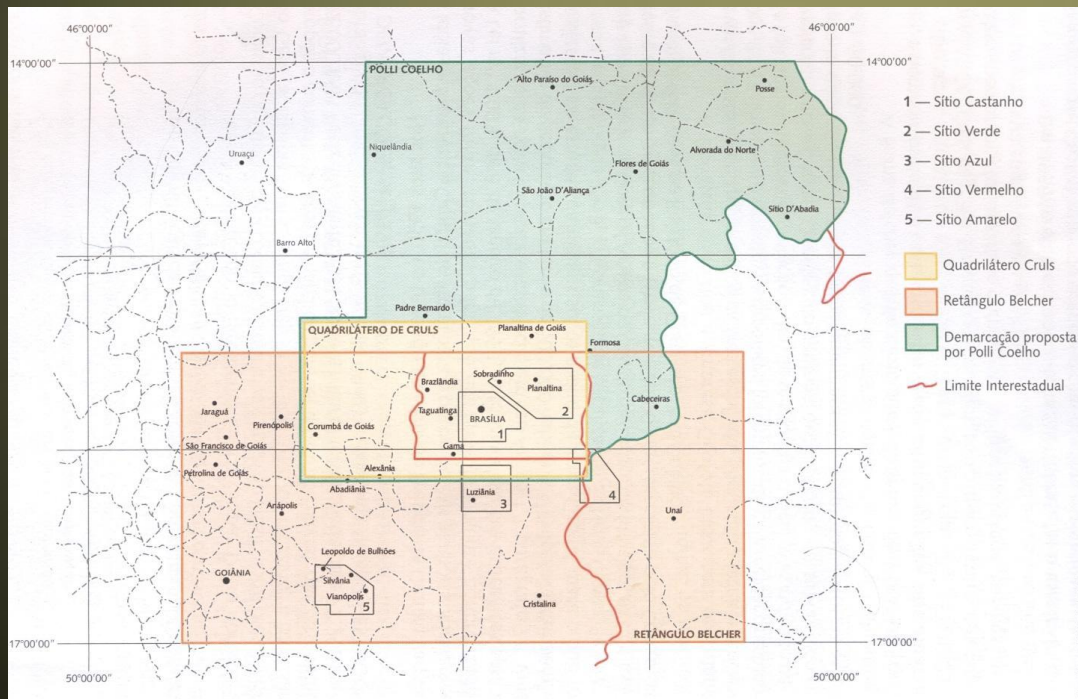 46°00'00"
46°00'00"
14°00'00"
14°00'00"
POLLI COELHO
Alto Paraíso do Goiás
Posse
1 — Sítio Castanho
2 — Sítio Verde
3 — Sítio Azul
4 — Sítio Vermelho
5 — Sítio Amarelo
Alvorada do Norte
Niquelândia
Uruaçu
Flores de Goiás
São João D'Aliança
Sítio D'Abadia
Barro Alto
Quadrilátero Cruls
Retângulo Belcher
Demarcação proposta
por Polli Coelho
Limite Interestadual
Padre Bernardo
QUADRILÁTERO DE CRULS
Planaltina de Goiás
Formosa
Sobradinho
Brazlândia
Planaltina
Cabeceiras
Jaraguá
Taguatinga
BRASÍLIA
2
Pirenópolis
Corumbá de Goiás
1
São Francisco de Goiás
Gama
Petrolina de Goiás
Alexânia
Abadiânia
Luziânia
3
4
Anápolis
Unaí
Leopoldo de Bulhões
GOIÂNIA
Silvânia
Vianópolis
5
Cristalina
RETÂNGULO BELCHER
17°00'00"
17°00'00"
50°00'00"
50°00'00"